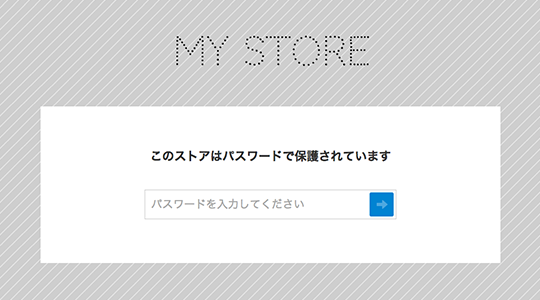 MY STORE
このストアはパスワードで保護されています
パスワードを入力してください